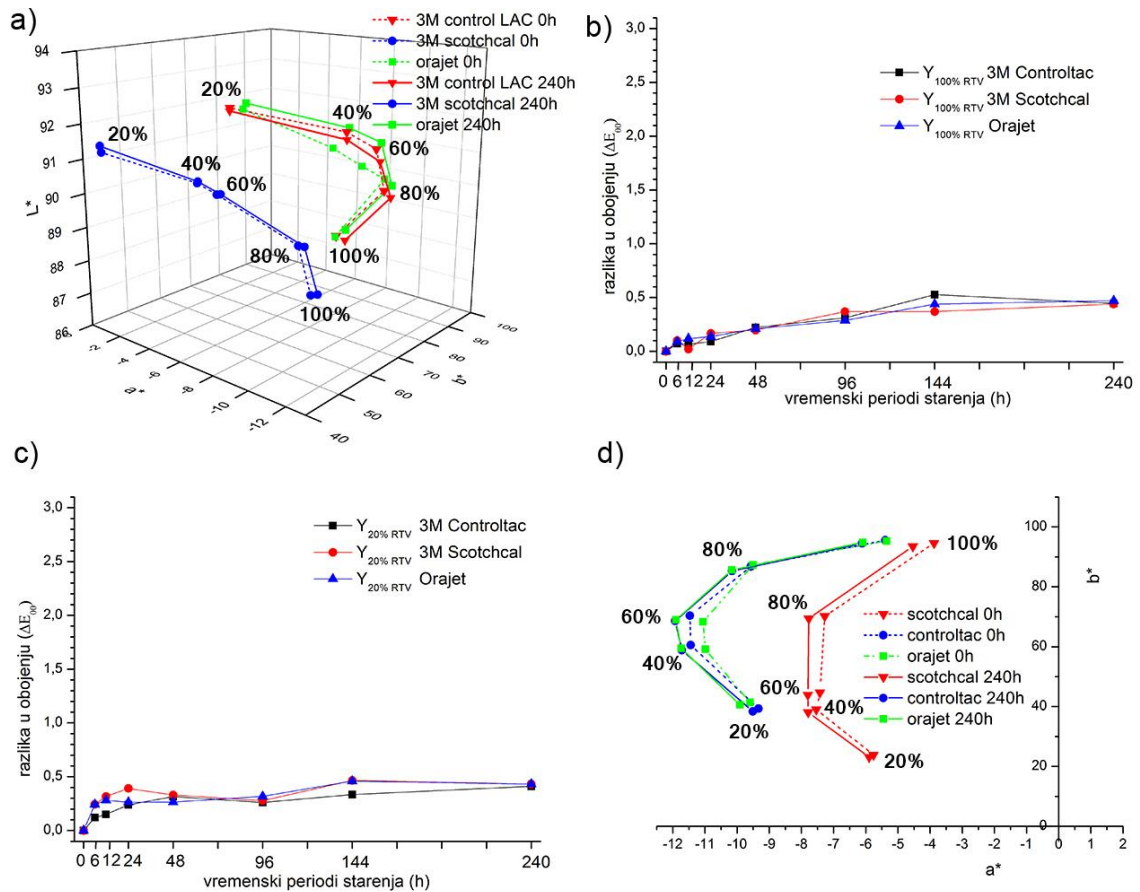 a)
3M control LAC 0h
3M scotchcal 0h
orajet 0h
3M control LAC 240h
3M scotchcal 240h
orajet 240h
94
93
92
91
90
89
88
87
86
L*
20%
40%
60%
80%
100%
20%
40%
60%
80%
100%
-2
-4
-6
-8
-10
-12
a*
40
50
60
70
80
90
100
b*
b)
3,0
2,5
2,0
1,5
1,0
0,5
0,0
razlika u obojenju (ΔE00)
Y100% RTV 3M Controltac
Y100% RTV 3M Scotchcal
Y100% RTV Orajet
0 6 12 24 48 96 144 240
vremenski periodi starenja (h)
c)
3,0
2,5
2,0
1,5
1,0
0,5
0,0
razlika u obojenju (ΔE00)
Y20% RTV 3M Controltac
Y20% RTV 3M Scotchcal
Y20% RTV Orajet
0 6 12 24 48 96 144 240
vremenski periodi starenja (h)
d)
80%
60%
40%
20%
100%
80%
60%
40%
20%
scotchcal 0h
controltac 0h
orajet 0h
scotchcal 240h
controltac 240h
orajet 240h
100
80
60
40
20
0
b*
-12 -11 -10 -9 -8 -7 -6 -5 -4 -3 -2 -1 0 1 2
a*